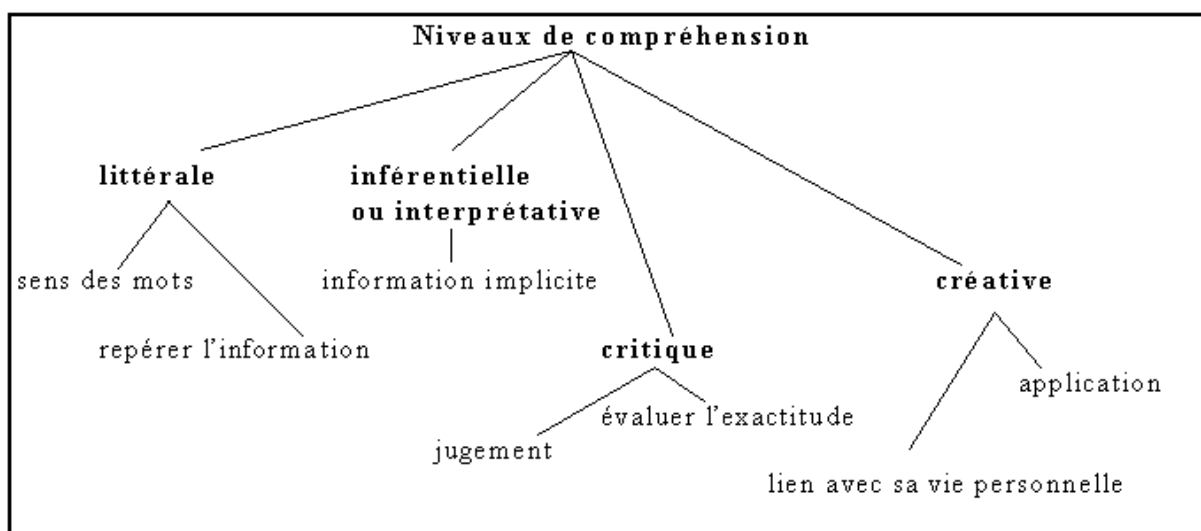 Niveaux de compréhension
littérale
inférentielle
ou interprétative
sens des mots
information implicite
créative
repérer l'information
critique
application
évaluer l'exactitude
jugement
lien avec sa vie personnelle